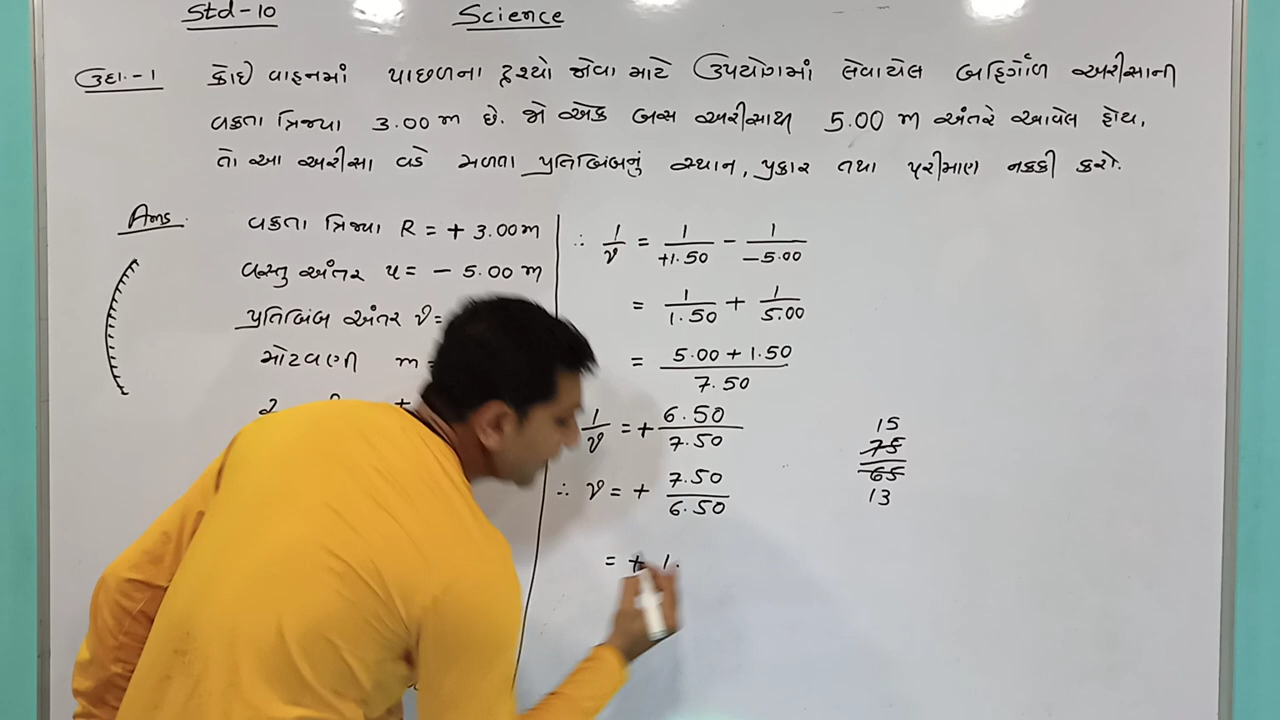 Std-10 Science
ઉદા.-1 કોઈ વાહનમાં પાછળના દ્રશ્યો જોવા માટે ઉપયોગમાં લેવાયેલ બહિર્ગોળ અરીસાની
વક્રતા ત્રિજ્યા 3.00 m છે. જો એક બસ અરીસાથી 5.00 m અંતરે આવેલ હોય,
તો આ અરીસા વડે મળતા પ્રતિબિંબનું સ્થાન, પ્રકાર તથા પરિમાણ નક્કી કરો.
Ans.
વક્રતા ત્રિજ્યા R = + 3.00 m
વસ્તુ અંતર u = - 5.00 m
પ્રતિબિંબ અંતર v =
મોટવણી m =
∴ 1/v = 1/+1.50 - 1/-5.00
= 1/1.50 + 1/5.00
= 5.00 + 1.50/7.50
1/v = + 6.50/7.50
∴ v = + 7.50/6.50
= + 1.
15
75
65
13